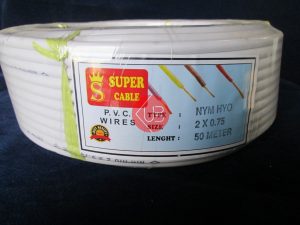 S
SUPER
CABLE
P.V.C.
WIRES
TYPE : NYM HYO
SIZE : 2 X 0.75
LENGHT : 50 METER